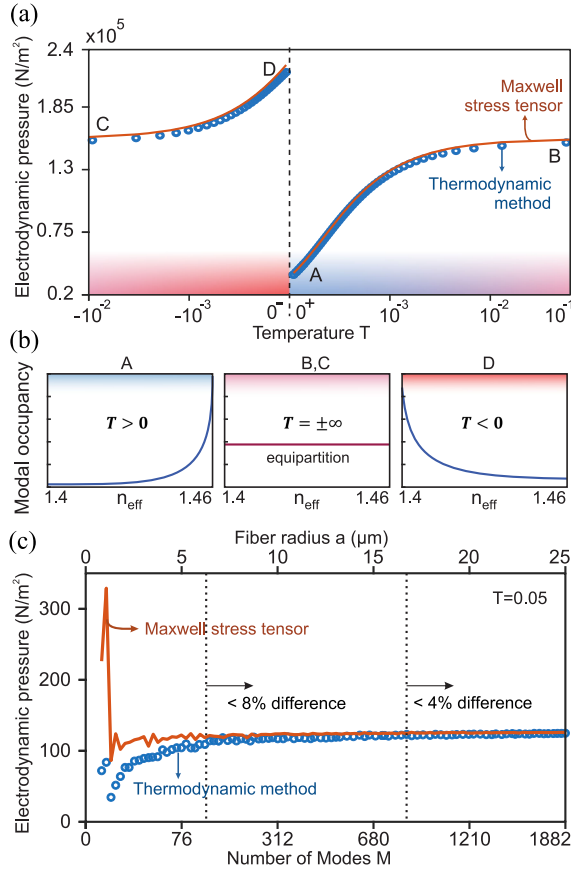 (a)
×10⁵
Electrodynamic pressure (N/m²)
2.4
1.85
1.3
0.75
0.2
C
D
A
B
Maxwell
stress tensor
Thermodynamic
method
-10⁻²
-10⁻³
0⁻
0⁺
10⁻³
10⁻²
10⁻¹
Temperature T
(b)
Modal occupancy
A
B,C
D
T > 0
T = ±∞
equipartition
T < 0
1.4
n_eff
1.46
1.4
n_eff
1.46
1.4
n_eff
1.46
(c)
Fiber radius a (μm)
0
5
10
15
20
25
Electrodynamic pressure (N/m²)
300
200
100
0
T=0.05
Maxwell stress tensor
< 8% difference
< 4% difference
Thermodynamic method
0
76
312
680
1210
1882
Number of Modes M